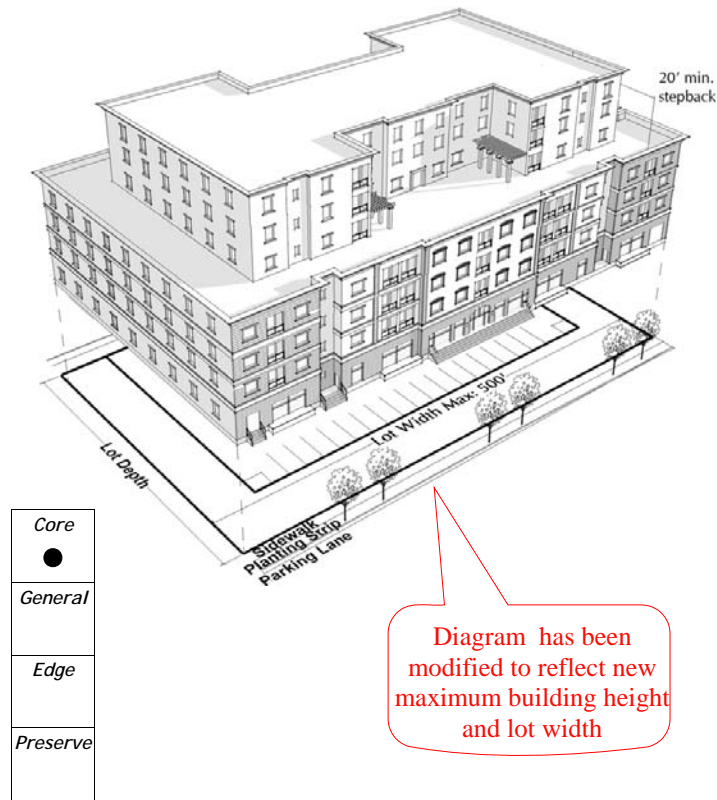 20' min.
stepback
Lot Width Max: 500'
Lot Depth
Sidewalk
Planting Strip
Parking Lane
Core
General
Edge
Preserve
Diagram has been
modified to reflect new
maximum building height
and lot width